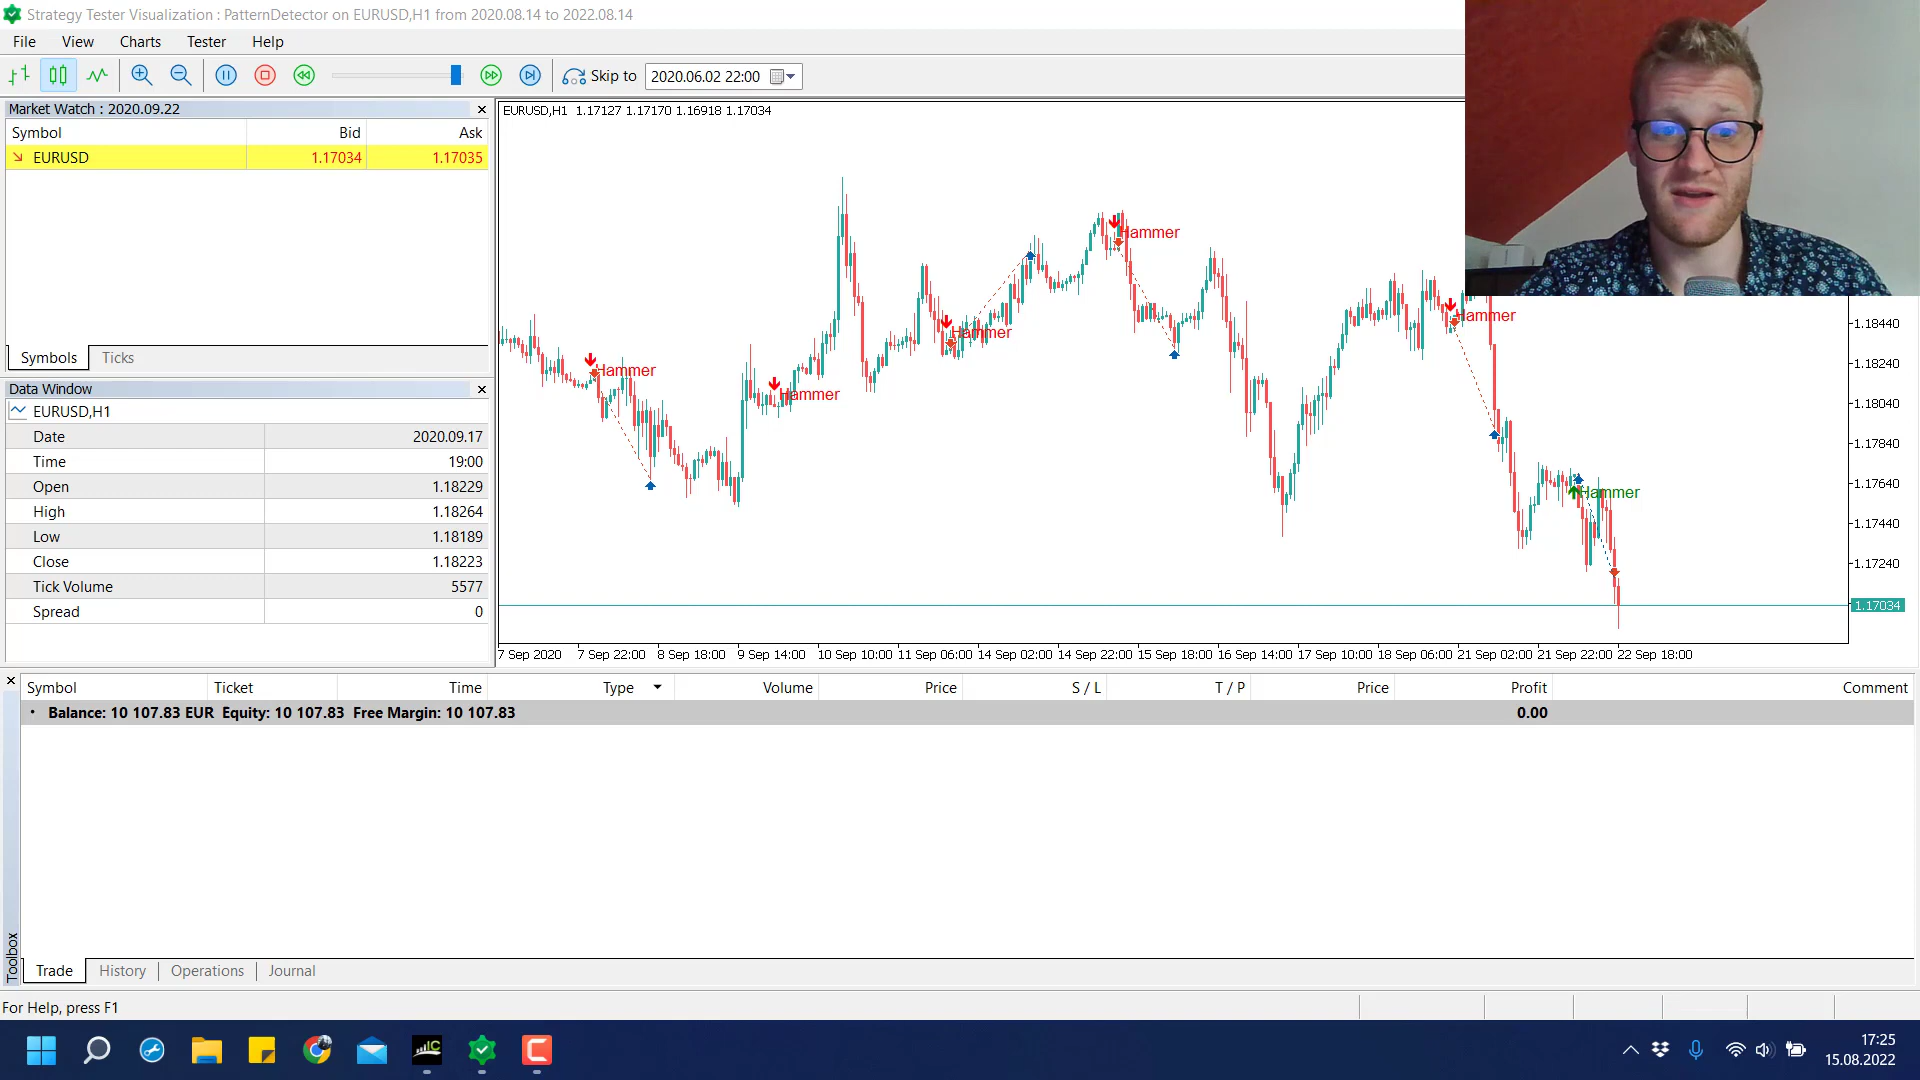 Strategy Tester Visualization : PatternDetector on EURUSD,H1 from 2020.08.14 to 2022.08.14
File View Charts Tester Help
Skip to 2020.06.02 22:00
Market Watch : 2020.09.22
Symbol Bid Ask
EURUSD 1.17034 1.17035
Symbols Ticks
Data Window
EURUSD,H1
Date 2020.09.17
Time 19:00
Open 1.18229
High 1.18264
Low 1.18189
Close 1.18223
Tick Volume 5577
Spread 0
EURUSD,H1 1.17127 1.17170 1.16918 1.17034
Hammer
Hammer
Hammer
Hammer
Hammer
Hammer
1.18440
1.18240
1.18040
1.17840
1.17640
1.17440
1.17240
1.17034
7 Sep 2020 7 Sep 22:00 8 Sep 18:00 9 Sep 14:00 10 Sep 10:00 11 Sep 06:00 14 Sep 02:00 14 Sep 22:00 15 Sep 18:00 16 Sep 14:00 17 Sep 10:00 18 Sep 06:00 21 Sep 02:00 21 Sep 22:00 22 Sep 18:00
Symbol Ticket Time Type Volume Price S / L T / P Price Profit Comment
Balance: 10 107.83 EUR Equity: 10 107.83 Free Margin: 10 107.83 0.00
Toolbox
Trade History Operations Journal
For Help, press F1
IC
17:25
15.08.2022